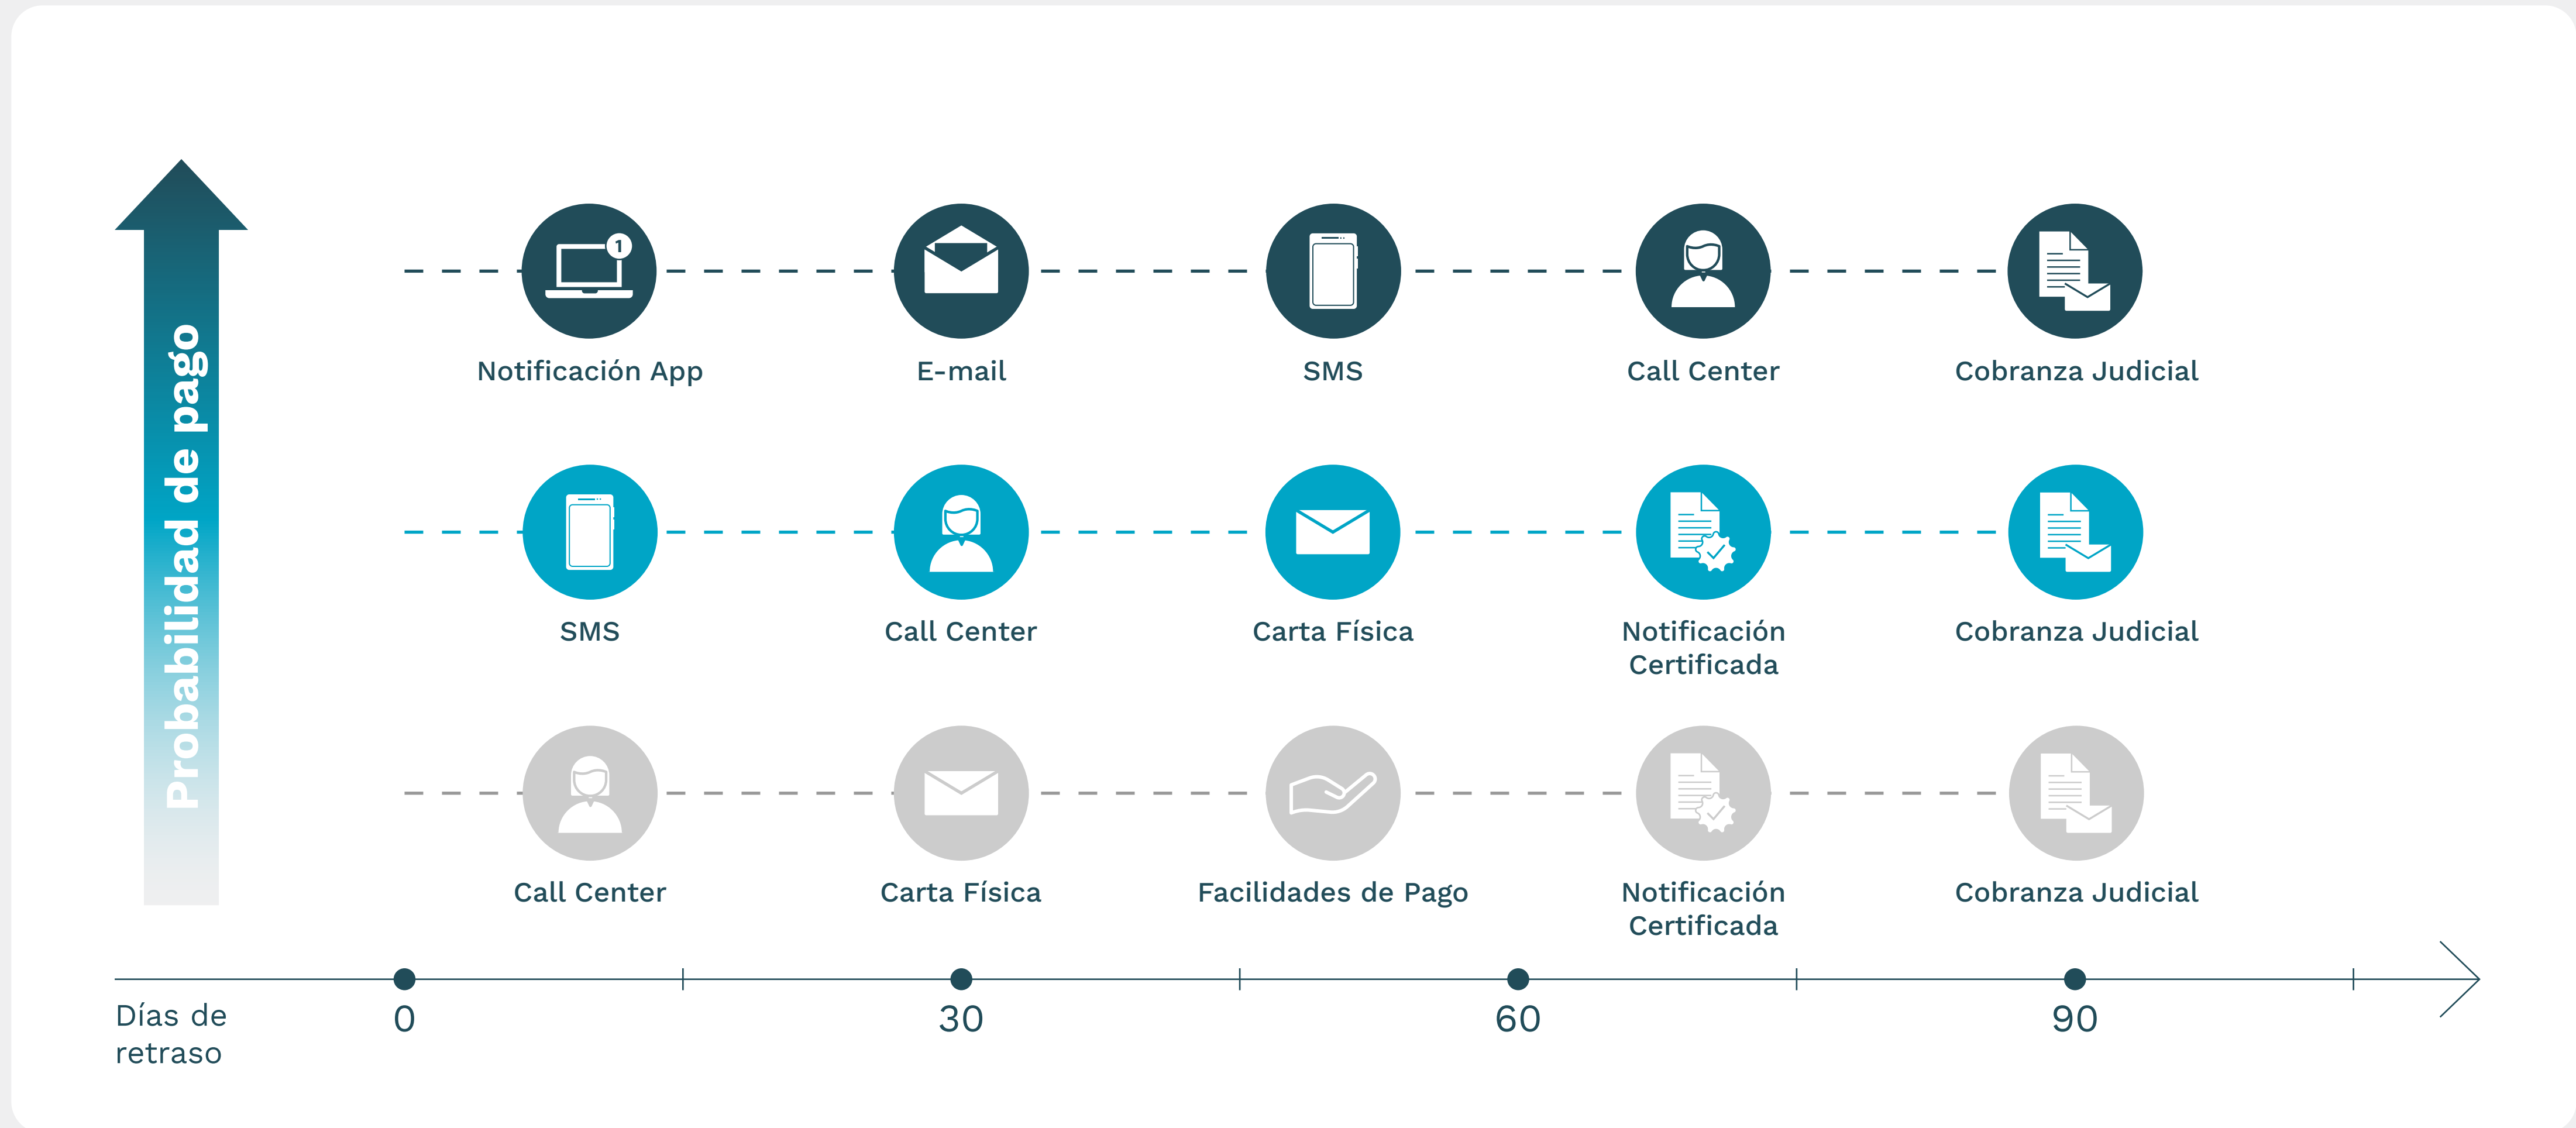 Probabilidad de pago
1
Notificación App
E-mail
SMS
Call Center
Cobranza Judicial
SMS
Call Center
Carta Física
Notificación
Certificada
Cobranza Judicial
Call Center
Carta Física
Facilidades de Pago
Notificación
Certificada
Cobranza Judicial
Días de
retraso
0
30
60
90